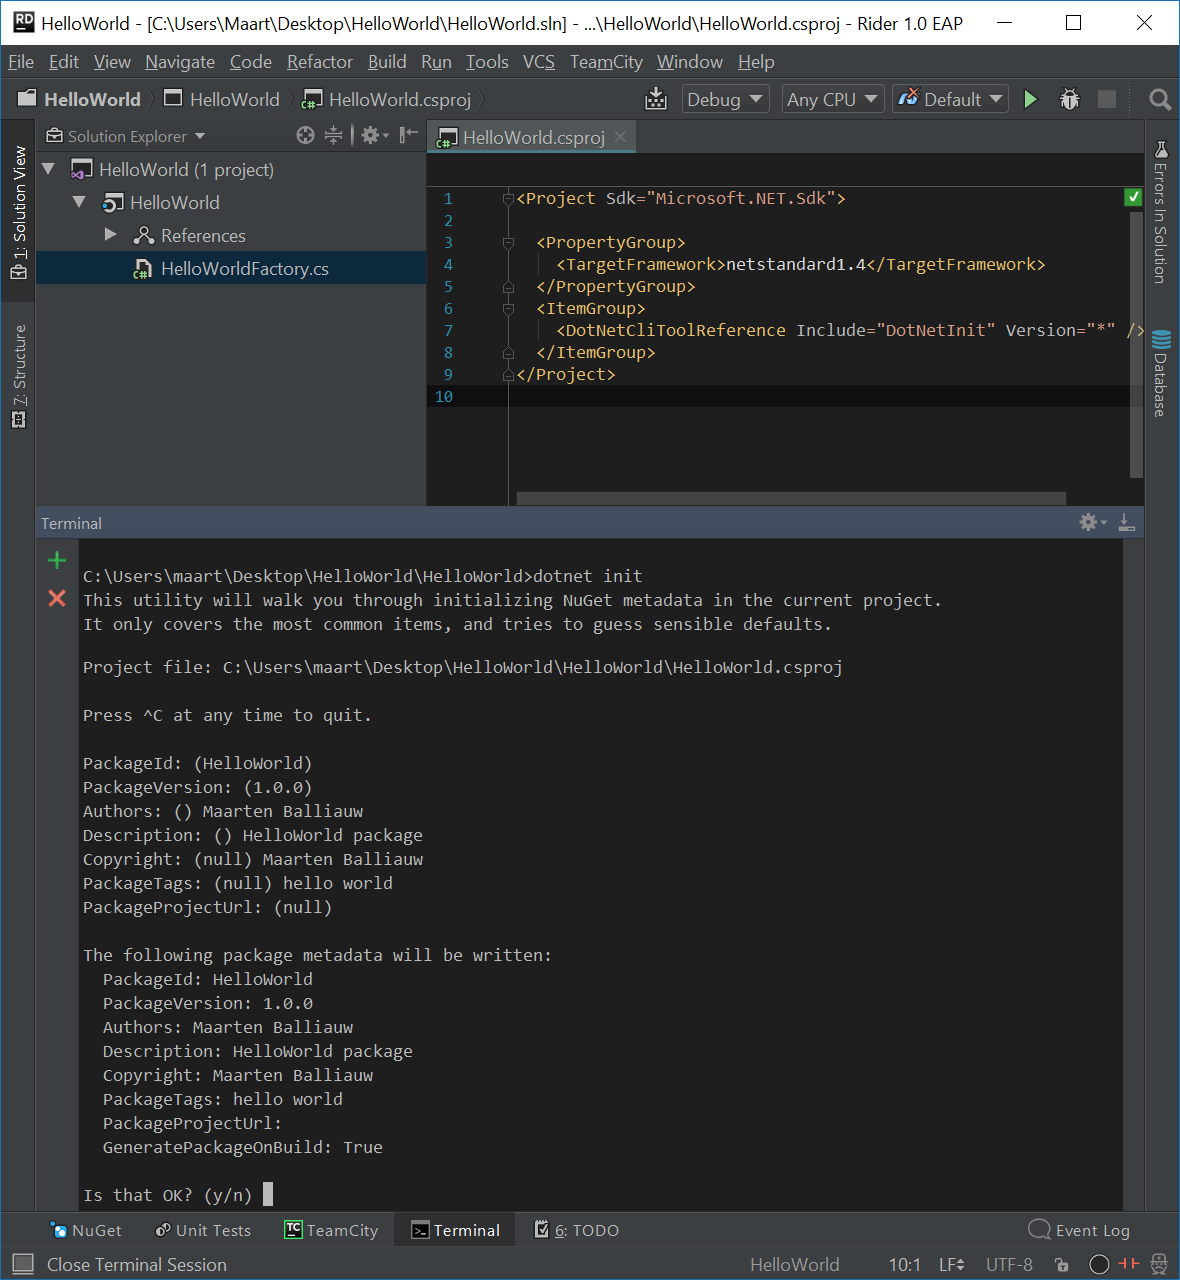 RD HelloWorld - [C:\Users\Maart\Desktop\HelloWorld\HelloWorld.sln] - ...\HelloWorld\HelloWorld.csproj - Rider 1.0 EAP
File Edit View Navigate Code Refactor Build Run Tools VCS TeamCity Window Help
HelloWorld HelloWorld C# HelloWorld.csproj Debug Any CPU Default
Solution Explorer
C# HelloWorld.csproj
1: Solution View
7: Structure
HelloWorld (1 project)
HelloWorld
References
C# HelloWorldFactory.cs
1 <Project Sdk="Microsoft.NET.Sdk">
2
3 <PropertyGroup>
4 <TargetFramework>netstandard1.4</TargetFramework>
5 </PropertyGroup>
6 <ItemGroup>
7 <DotNetCliToolReference Include="DotNetInit" Version="*" />
8 </ItemGroup>
9 </Project>
10
Errors In Solution
Database
Terminal
C:\Users\maart\Desktop\HelloWorld\HelloWorld>dotnet init
This utility will walk you through initializing NuGet metadata in the current project.
It only covers the most common items, and tries to guess sensible defaults.
Project file: C:\Users\maart\Desktop\HelloWorld\HelloWorld\HelloWorld.csproj
Press ^C at any time to quit.
PackageId: (HelloWorld)
PackageVersion: (1.0.0)
Authors: () Maarten Balliauw
Description: () HelloWorld package
Copyright: (null) Maarten Balliauw
PackageTags: (null) hello world
PackageProjectUrl: (null)
The following package metadata will be written:
PackageId: HelloWorld
PackageVersion: 1.0.0
Authors: Maarten Balliauw
Description: HelloWorld package
Copyright: Maarten Balliauw
PackageTags: hello world
PackageProjectUrl:
GeneratePackageOnBuild: True
Is that OK? (y/n)
NuGet Unit Tests TC TeamCity Terminal 6: TODO Event Log
Close Terminal Session HelloWorld 10:1 LF UTF-8